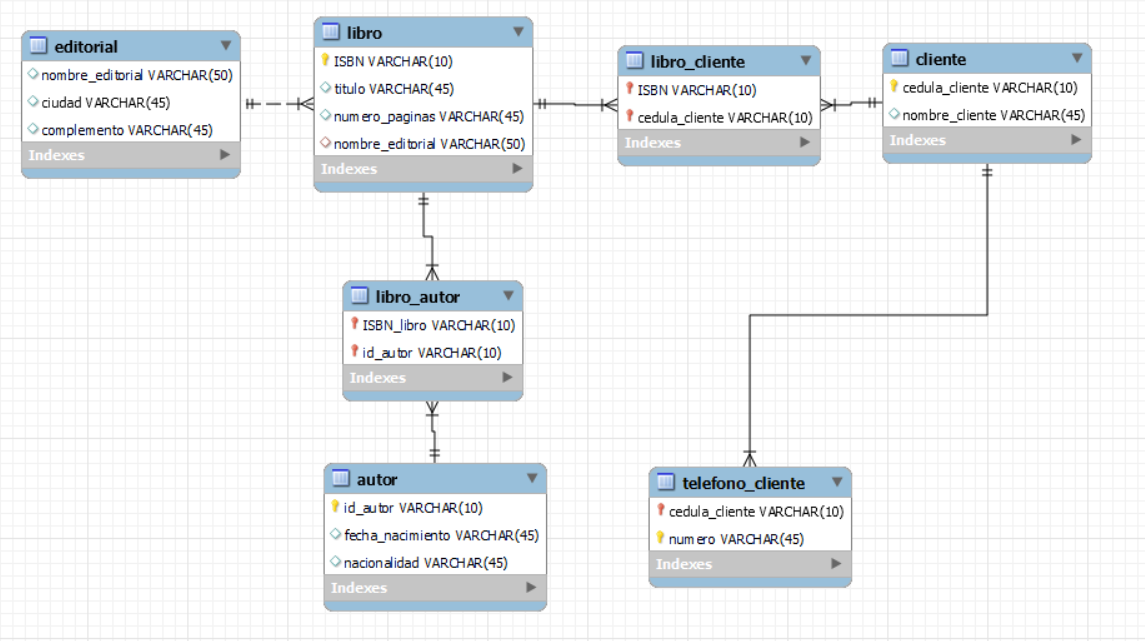 editorial
nombre_editorial VARCHAR(50)
ciudad VARCHAR(45)
complemento VARCHAR(45)
Indexes
libro
ISBN VARCHAR(10)
titulo VARCHAR(45)
numero_paginas VARCHAR(45)
nombre_editorial VARCHAR(50)
Indexes
libro_cliente
ISBN VARCHAR(10)
cedula_cliente VARCHAR(10)
Indexes
cliente
cedula_cliente VARCHAR(10)
nombre_cliente VARCHAR(45)
Indexes
libro_autor
ISBN_libro VARCHAR(10)
id_autor VARCHAR(10)
Indexes
autor
id_autor VARCHAR(10)
fecha_nacimiento VARCHAR(45)
nacionalidad VARCHAR(45)
Indexes
telefono_cliente
cedula_cliente VARCHAR(10)
numero VARCHAR(45)
Indexes